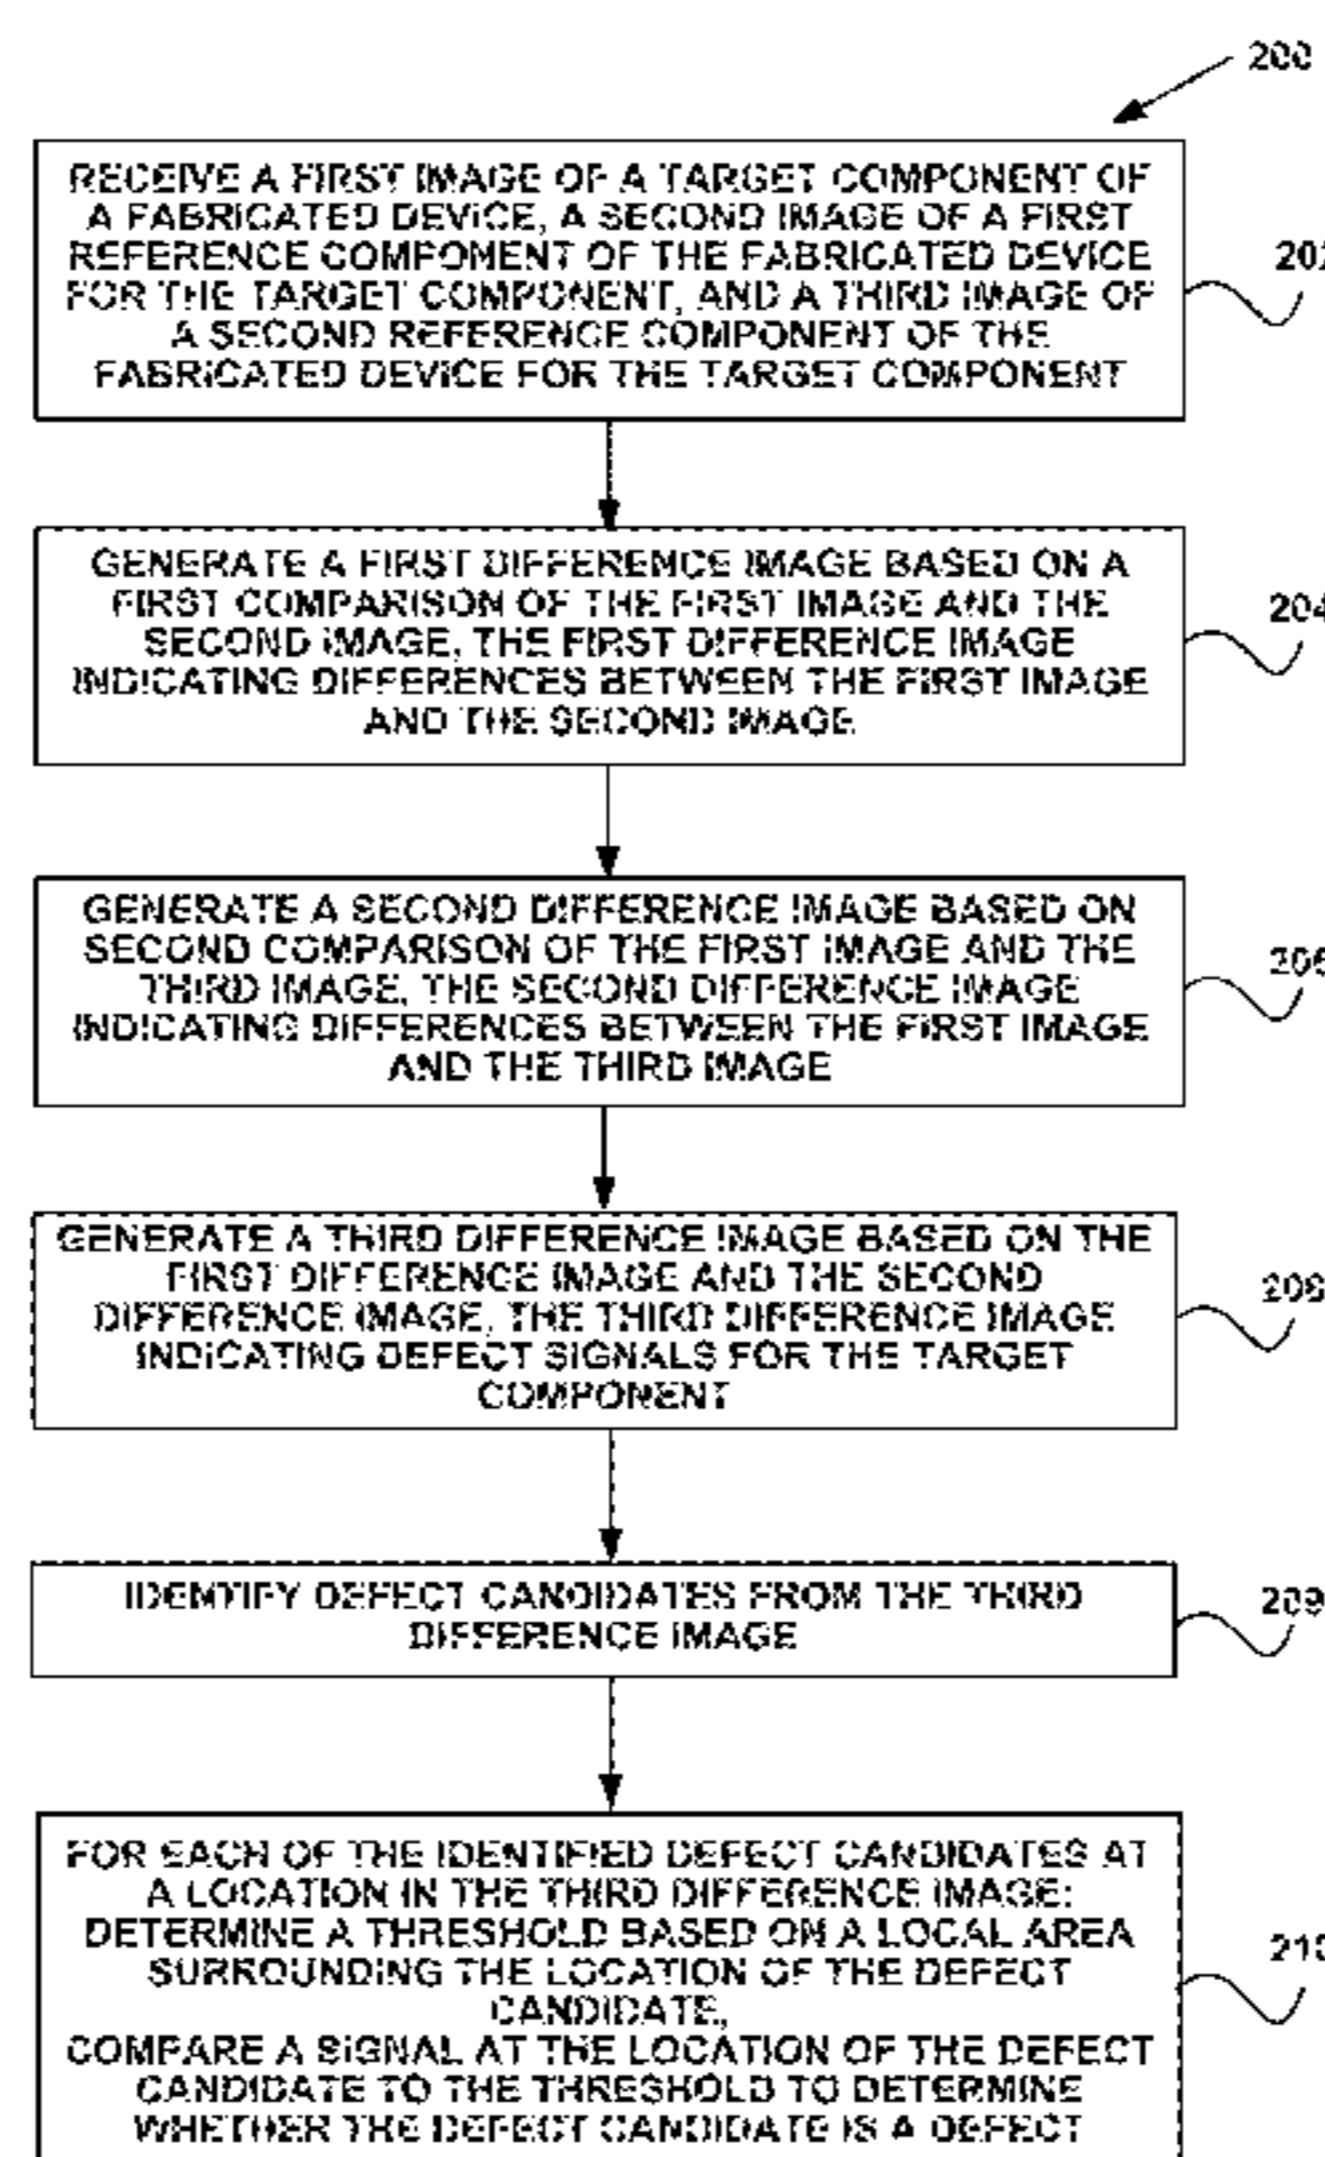 200
RECEIVE A FIRST IMAGE OF A TARGET COMPONENT OF
A FABRICATED DEVICE, A SECOND IMAGE OF A FIRST
REFERENCE COMPONENT OF THE FABRICATED DEVICE
FOR THE TARGET COMPONENT, AND A THIRD IMAGE OF
A SECOND REFERENCE COMPONENT OF THE
FABRICATED DEVICE FOR THE TARGET COMPONENT
202
GENERATE A FIRST DIFFERENCE IMAGE BASED ON A
FIRST COMPARISON OF THE FIRST IMAGE AND THE
SECOND IMAGE, THE FIRST DIFFERENCE IMAGE
INDICATING DIFFERENCES BETWEEN THE FIRST IMAGE
AND THE SECOND IMAGE
204
GENERATE A SECOND DIFFERENCE IMAGE BASED ON
SECOND COMPARISON OF THE FIRST IMAGE AND THE
THIRD IMAGE, THE SECOND DIFFERENCE IMAGE
INDICATING DIFFERENCES BETWEEN THE FIRST IMAGE
AND THE THIRD IMAGE
206
GENERATE A THIRD DIFFERENCE IMAGE BASED ON THE
FIRST DIFFERENCE IMAGE AND THE SECOND
DIFFERENCE IMAGE, THE THIRD DIFFERENCE IMAGE
INDICATING DEFECT SIGNALS FOR THE TARGET
COMPONENT
208
IDENTIFY DEFECT CANDIDATES FROM THE THIRD
DIFFERENCE IMAGE
209
FOR EACH OF THE IDENTIFIED DEFECT CANDIDATES AT
A LOCATION IN THE THIRD DIFFERENCE IMAGE:
DETERMINE A THRESHOLD BASED ON A LOCAL AREA
SURROUNDING THE LOCATION OF THE DEFECT
CANDIDATE,
COMPARE A SIGNAL AT THE LOCATION OF THE DEFECT
CANDIDATE TO THE THRESHOLD TO DETERMINE
WHETHER THE DEFECT CANDIDATE IS A DEFECT
210